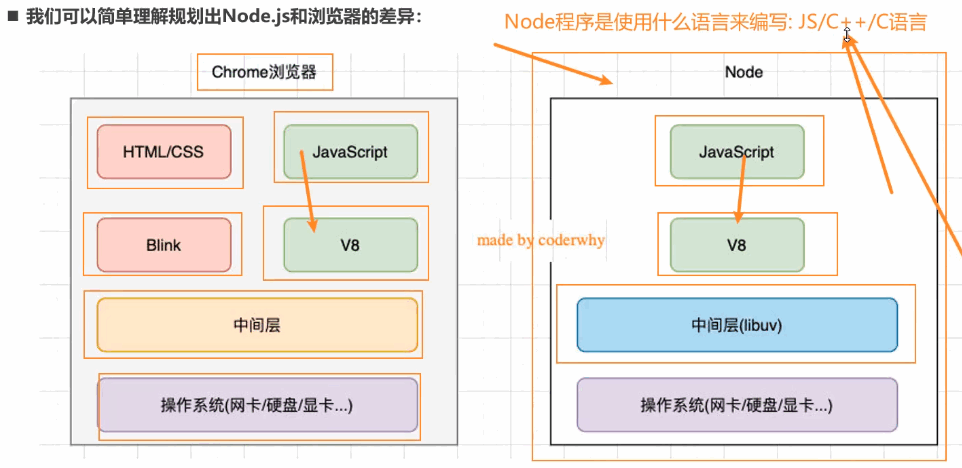 ■ 我们可以简单理解规划出Node.js和浏览器的差异：
Node程序是使用什么语言来编写: JS/C++/C语言
Chrome浏览器
HTML/CSS
JavaScript
Blink
V8
中间层
操作系统(网卡/硬盘/显卡...)
made by coderwhy
Node
JavaScript
V8
中间层(libuv)
操作系统(网卡/硬盘/显卡...)